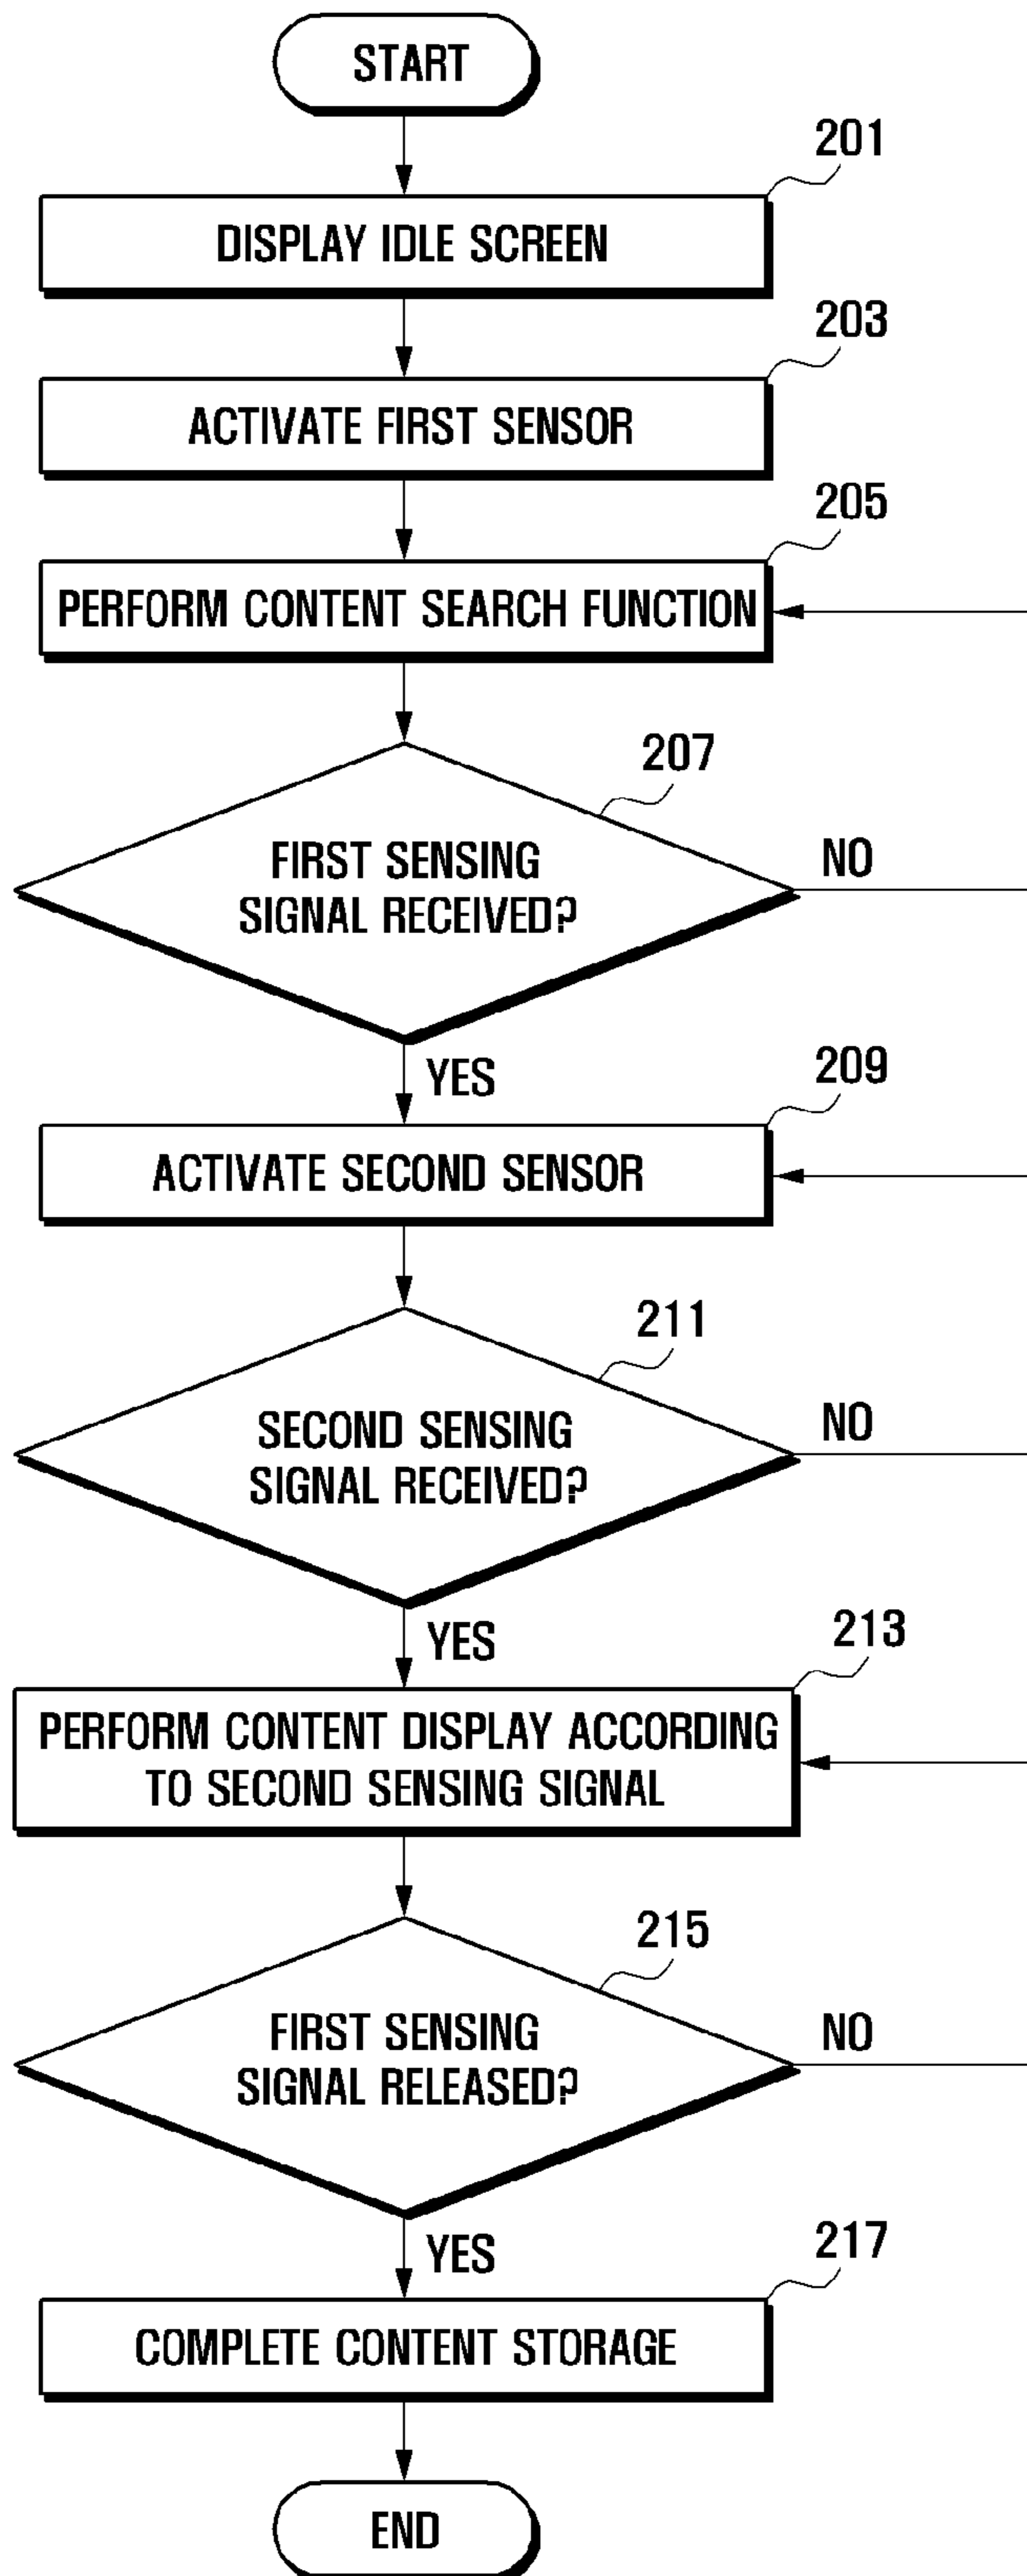 START
201
DISPLAY IDLE SCREEN
203
ACTIVATE FIRST SENSOR
205
PERFORM CONTENT SEARCH FUNCTION
207
FIRST SENSING
SIGNAL RECEIVED?
NO
YES
209
ACTIVATE SECOND SENSOR
211
SECOND SENSING
SIGNAL RECEIVED?
NO
YES
213
PERFORM CONTENT DISPLAY ACCORDING
TO SECOND SENSING SIGNAL
215
FIRST SENSING
SIGNAL RELEASED?
NO
YES
217
COMPLETE CONTENT STORAGE
END